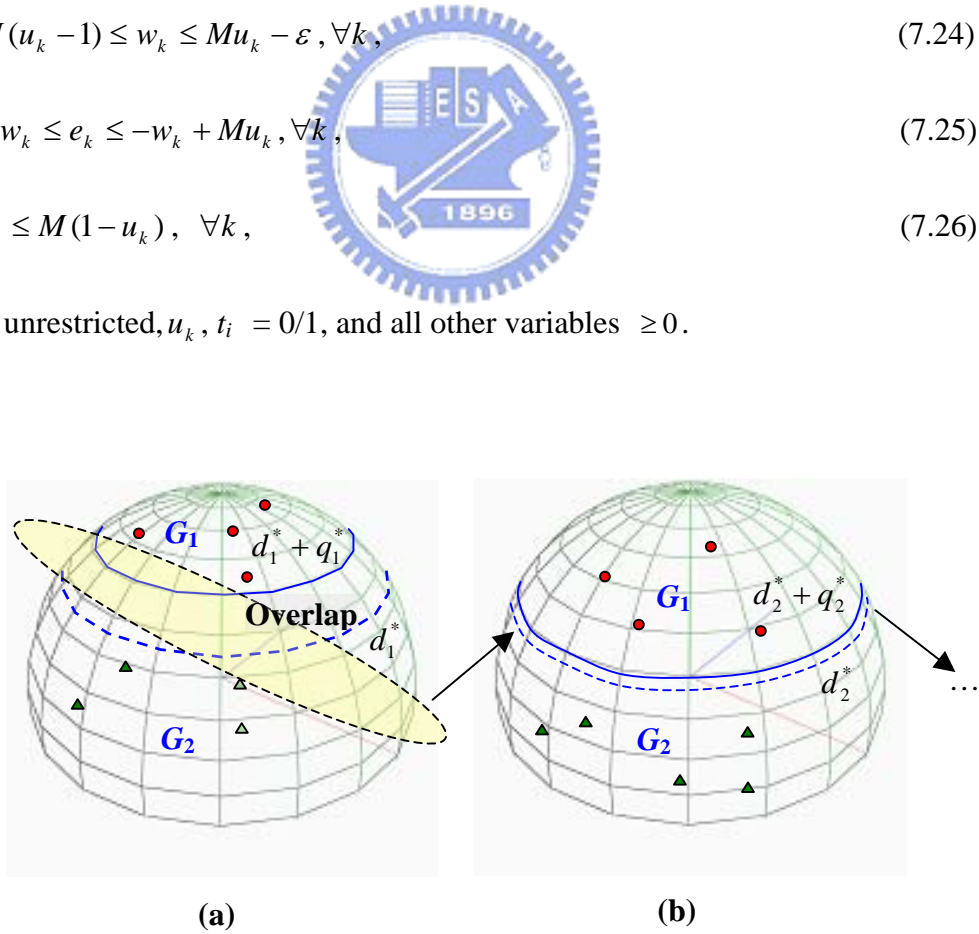 (u_k − 1) ≤ w_k ≤ Mu_k − ε , ∀k , (7.24)
w_k ≤ e_k ≤ −w_k + Mu_k , ∀k , (7.25)
≤ M(1 − u_k) , ∀k , (7.26)
E S A
1896
unrestricted, u_k , t_i = 0/1, and all other variables ≥ 0 .
G₁
d₁* + q₁*
Overlap
d₁*
G₂
(a)
G₁
d₂* + q₂*
d₂*
G₂
…
(b)